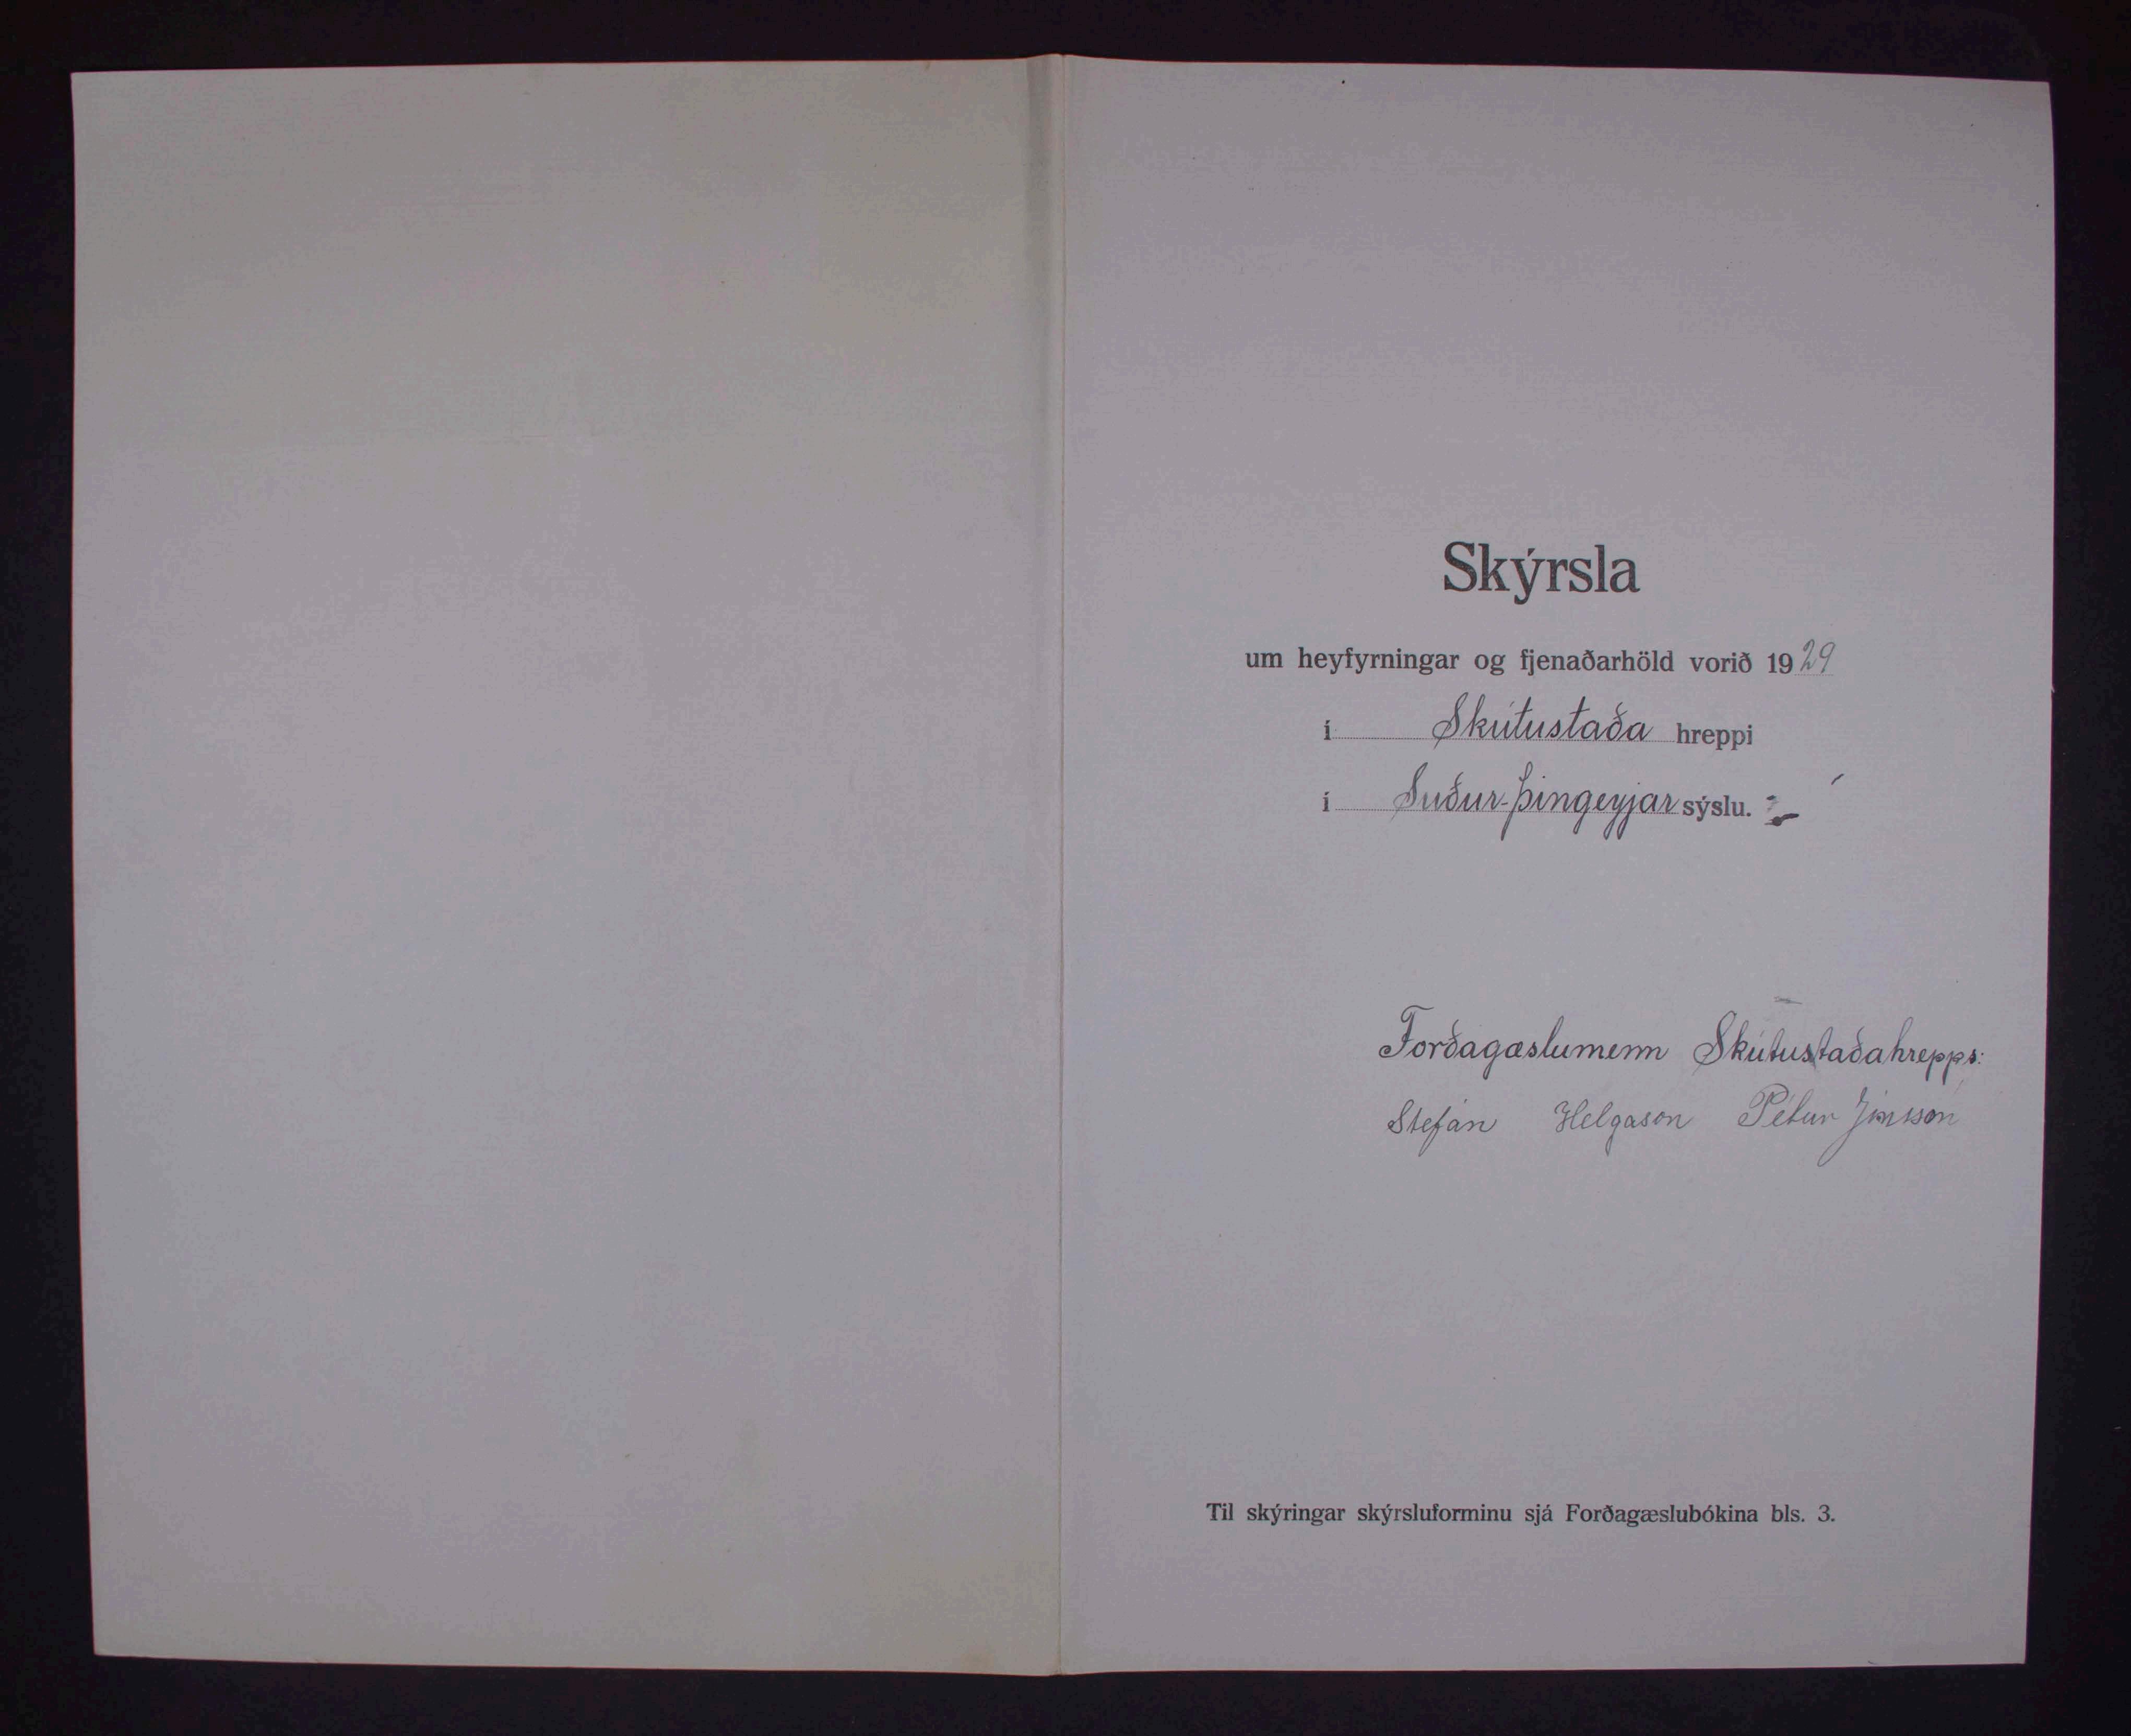 Skýrsla
um heyfyrningar og fjenaðarhöld vorið 1929
í Skútustaða hreppi
í Suður-Þingeyjar sýslu.
Forðagæslumenn Skútustaðahrepps:
Stefán Helgason Pétur Jónsson
Til skýringar skýrsluforminu sjá Forðagæslubókina bls. 3.